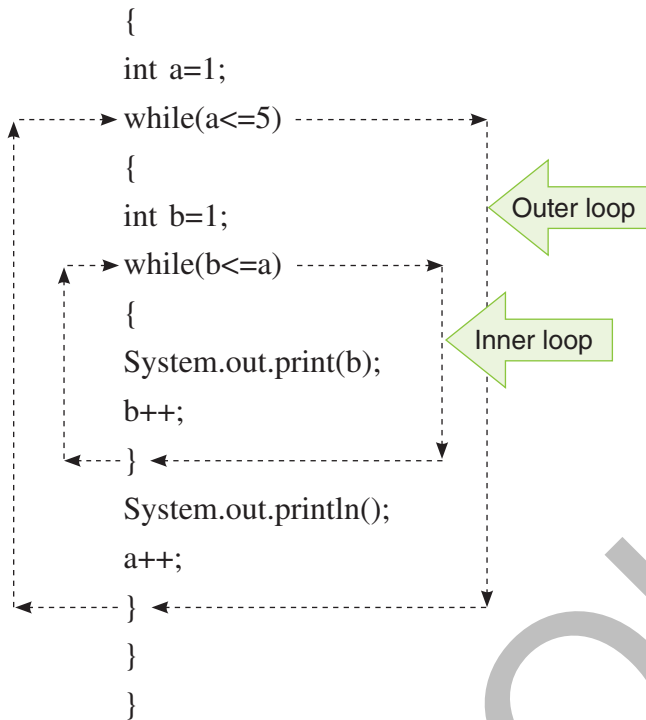 {
int a=1;
while(a<=5)
{
Outer loop
int b=1;
while(b<=a)
{
Inner loop
System.out.print(b);
b++;
}
System.out.println();
a++;
}
}
}